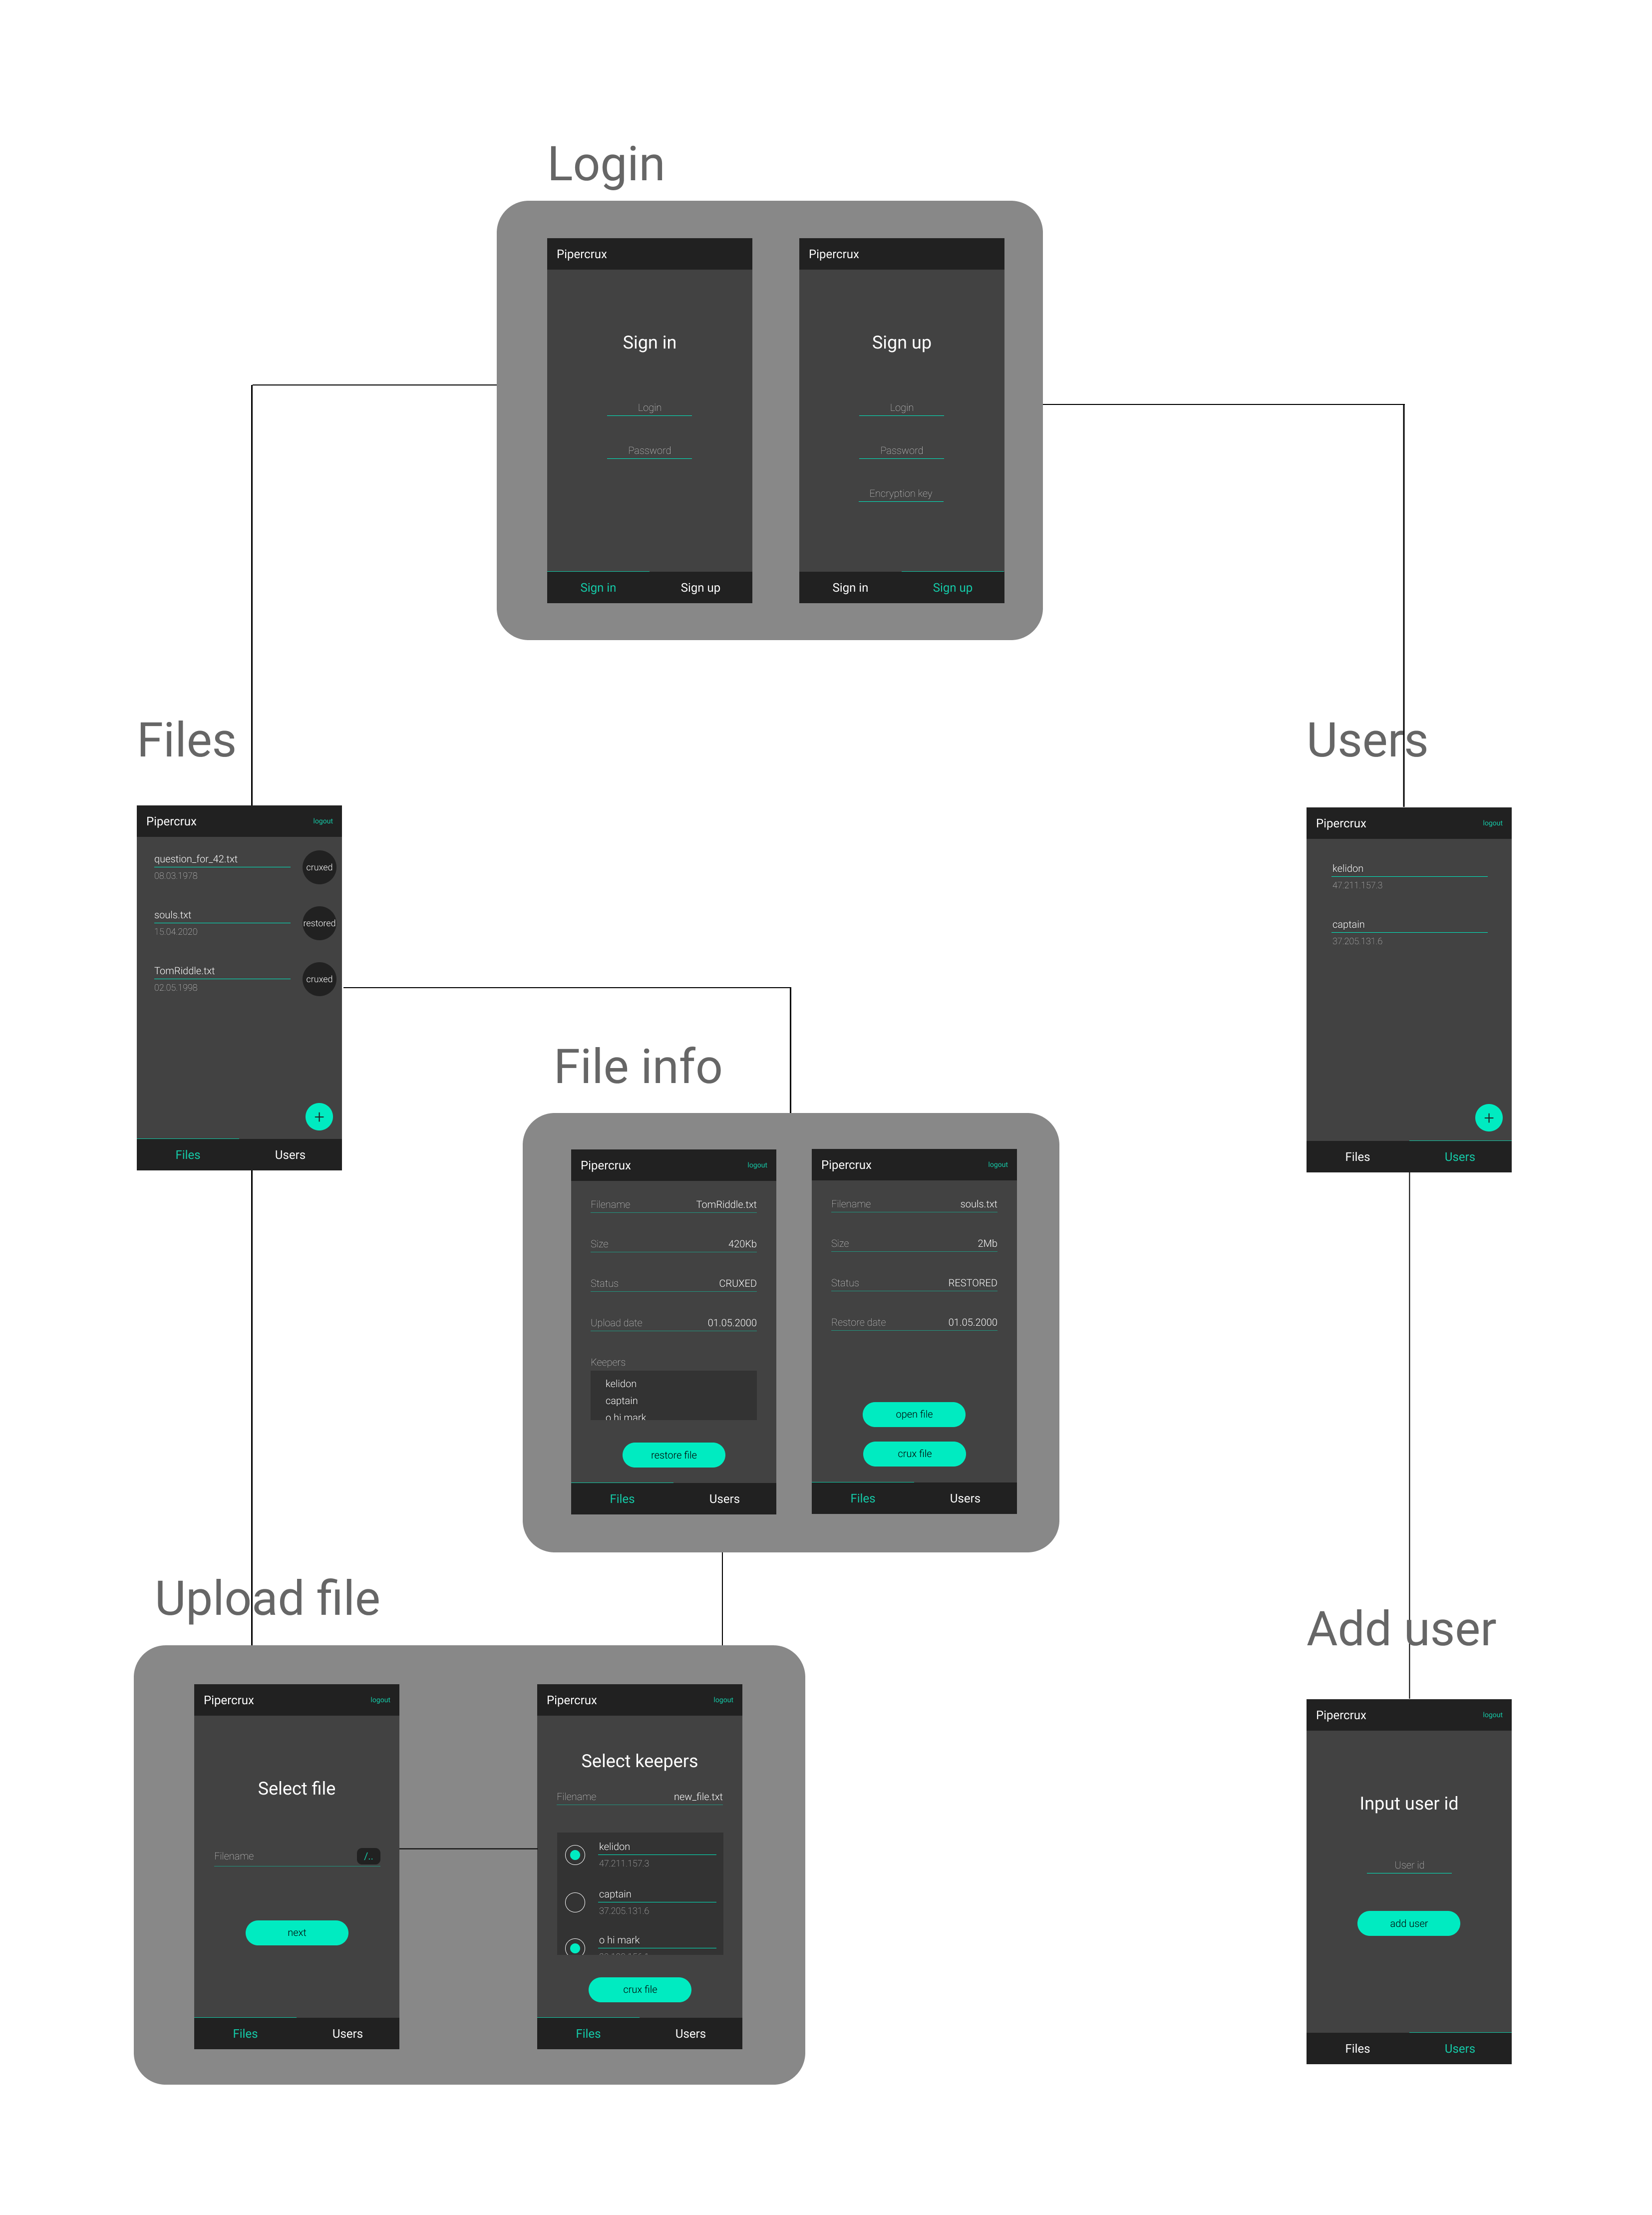 Login
Pipercrux
Sign in
Login
Password
Sign in Sign up
Pipercrux
Sign up
Login
Password
Encryption key
Sign in Sign up
Files
Pipercrux logout
question_for_42.txt
08.03.1978
cruxed
souls.txt
15.04.2020
restored
TomRiddle.txt
02.05.1998
cruxed
+
Files Users
Users
Pipercrux logout
kelidon
47.211.157.3
captain
37.205.131.6
+
Files Users
File info
Pipercrux logout
Filename TomRiddle.txt
Size 420Kb
Status CRUXED
Upload date 01.05.2000
Keepers
kelidon
captain
o hi mark
restore file
Files Users
Pipercrux logout
Filename souls.txt
Size 2Mb
Status RESTORED
Restore date 01.05.2000
open file
crux file
Files Users
Upload file
Pipercrux logout
Select file
Filename /..
next
Files Users
Pipercrux logout
Select keepers
Filename new_file.txt
kelidon
47.211.157.3
captain
37.205.131.6
o hi mark
crux file
Files Users
Add user
Pipercrux logout
Input user id
User id
add user
Files Users